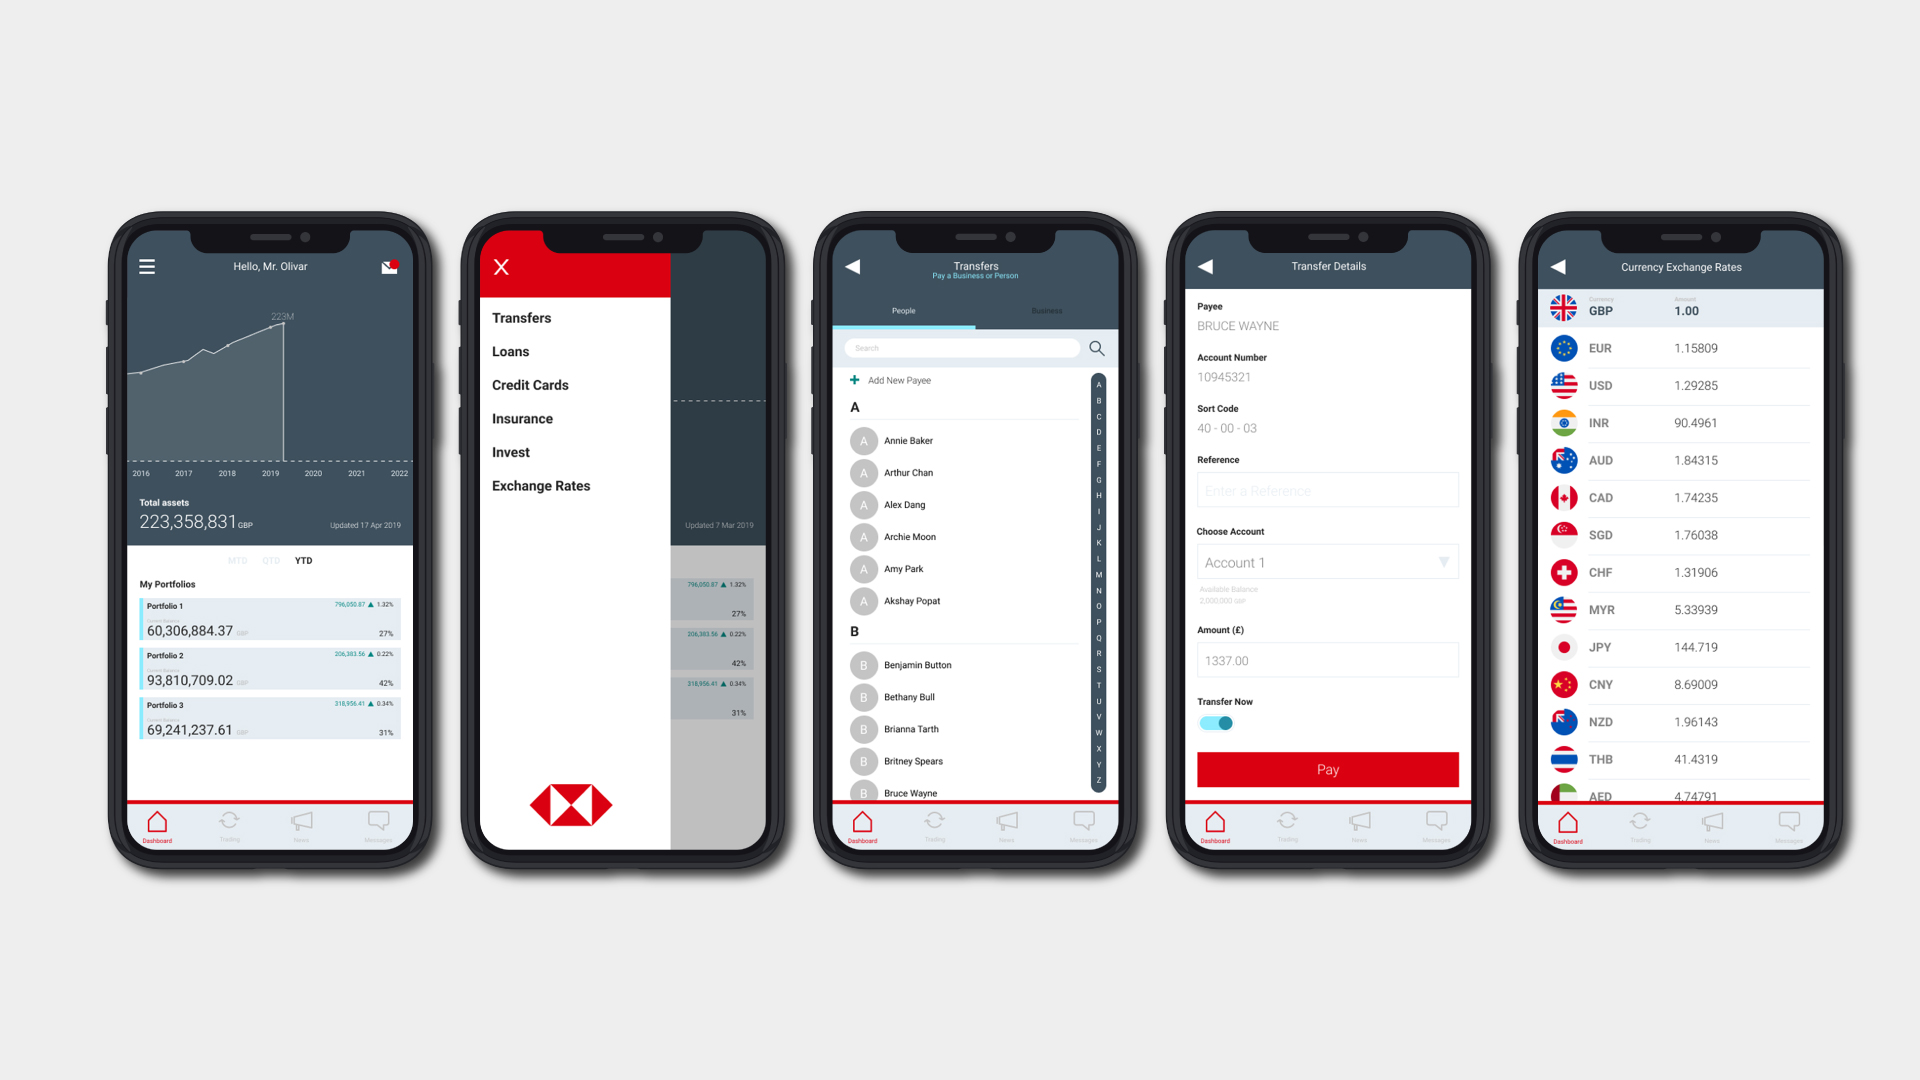 Hello, Mr. Olivar
223M
2016 2017 2018 2019 2020 2021 2022
Total assets
223,358,831 GBP
Updated 17 Apr 2019
MTD QTD YTD
My Portfolios
Portfolio 1
796,050.87 ▲ 1.32%
Current Balance
60,306,884.37 GBP
27%
Portfolio 2
206,383.56 ▲ 0.22%
Current Balance
93,810,709.02 GBP
42%
Portfolio 3
318,956.41 ▲ 0.34%
Current Balance
69,241,237.61 GBP
31%
Dashboard Trading News Messages
X
Transfers
Loans
Credit Cards
Insurance
Invest
Exchange Rates
Updated 7 Mar 2019
796,050.87 ▲ 1.32%
27%
206,383.56 ▲ 0.22%
42%
318,956.41 ▲ 0.34%
31%
Transfers
Pay a Business or Person
People Business
Search
+ Add New Payee
A
A Annie Baker
A Arthur Chan
A Alex Dang
A Archie Moon
A Amy Park
A Akshay Popat
B
B Benjamin Button
B Bethany Bull
B Brianna Tarth
B Britney Spears
B Bruce Wayne
A
B
C
D
E
F
G
H
I
J
K
L
M
N
O
P
Q
R
S
T
U
V
W
X
Y
Z
Dashboard Trading News Messages
Transfer Details
Payee
BRUCE WAYNE
Account Number
10945321
Sort Code
40 - 00 - 03
Reference
Enter a Reference
Choose Account
Account 1
Available Balance
2,000,000 GBP
Amount (£)
1337.00
Transfer Now
Pay
Dashboard Trading News Messages
Currency Exchange Rates
Currency Amount
GBP 1.00
EUR 1.15809
USD 1.29285
INR 90.4961
AUD 1.84315
CAD 1.74235
SGD 1.76038
CHF 1.31906
MYR 5.33939
JPY 144.719
CNY 8.69009
NZD 1.96143
THB 41.4319
AED 4.74791
Dashboard Trading News Messages